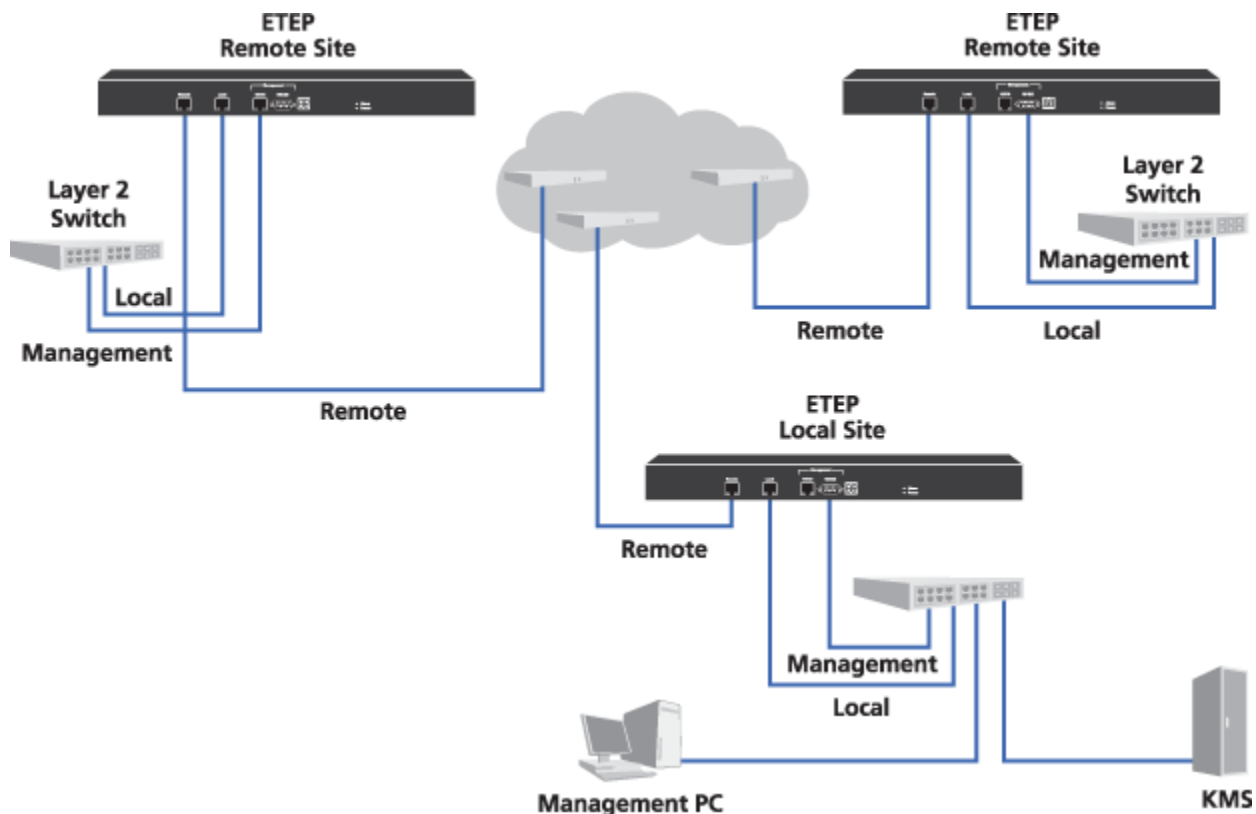 ETEP
Remote Site
ETEP
Remote Site
Layer 2
Switch
Layer 2
Switch
Local
Management
Management
Remote
Remote
Local
ETEP
Local Site
Remote
Management
Local
Management PC
KMS